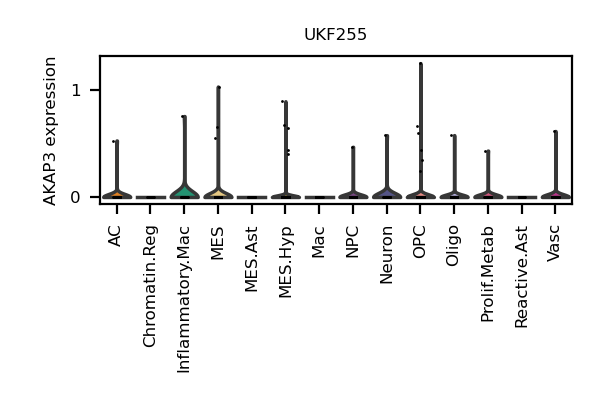 UKF255
AKAP3 expression
1
0
AC
Chromatin.Reg
Inflammatory.Mac
MES
MES.Ast
MES.Hyp
Mac
NPC
Neuron
OPC
Oligo
Prolif.Metab
Reactive.Ast
Vasc